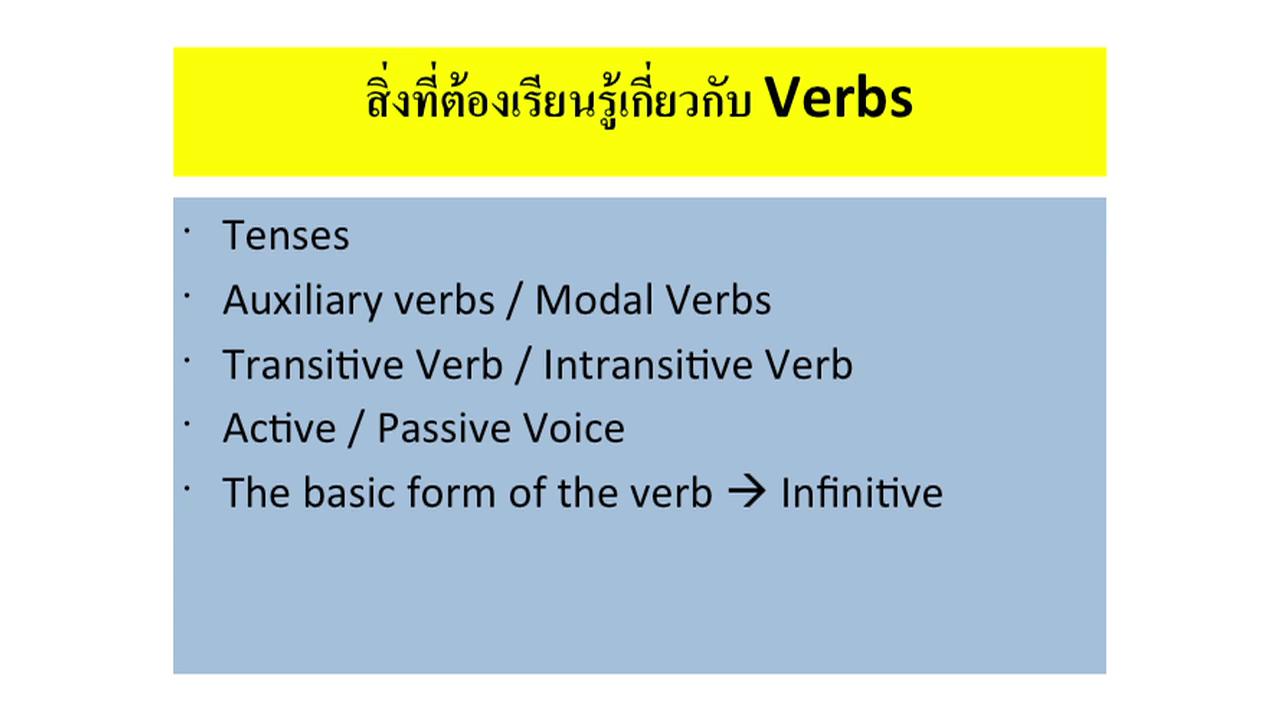 สิ่งที่ต้องเรียนรู้เกี่ยวกับ Verbs
· Tenses
· Auxiliary verbs / Modal Verbs
· Transitive Verb / Intransitive Verb
· Active / Passive Voice
· The basic form of the verb → Infinitive